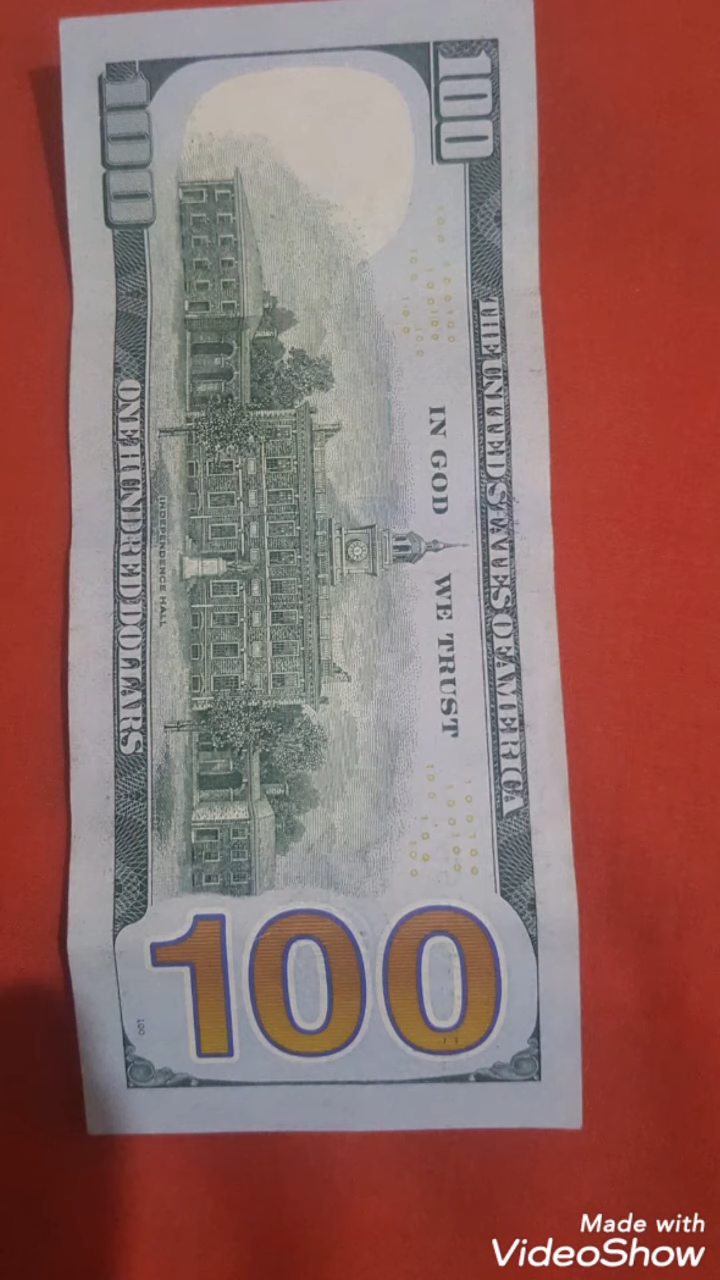 100
100
THE UNITED STATES OF AMERICA
IN GOD WE TRUST
INDEPENDENCE HALL
ONE HUNDRED DOLLARS
100
100
Made with
VideoShow